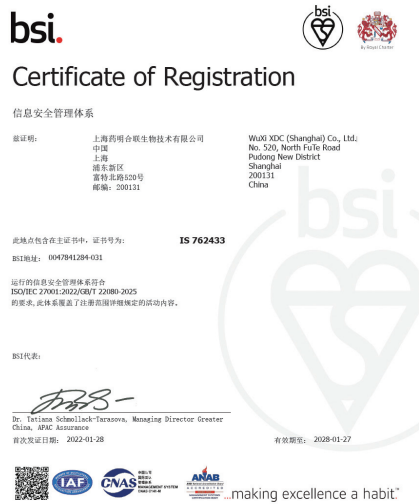 bsi.
bsi
By Royal Charter
Certificate of Registration
信息安全管理体系
兹证明:
上海药明合联生物技术有限公司
中国
上海
浦东新区
富特北路520号
邮编: 200131
WuXi XDC (Shanghai) Co., Ltd.
No. 520, North FuTe Road
Pudong New District
Shanghai
200131
China
bsi
此地点包含在主证书中，证书号为:
IS 762433
BSI地址: 0047841284-031
运行的信息安全管理体系符合
ISO/IEC 27001:2022/GB/T 22080-2025
的要求,此体系覆盖了注册范围详细规定的活动内容。
BSI代表:
Dr. Tatiana Schmollack-Tarasova, Managing Director Greater
China, APAC Assurance
首次发证日期: 2022-01-28
有效期至: 2028-01-27
IAF
CNAS
MANAGEMENT SYSTEM
ANAB
ACCREDITED
...making excellence a habit.™